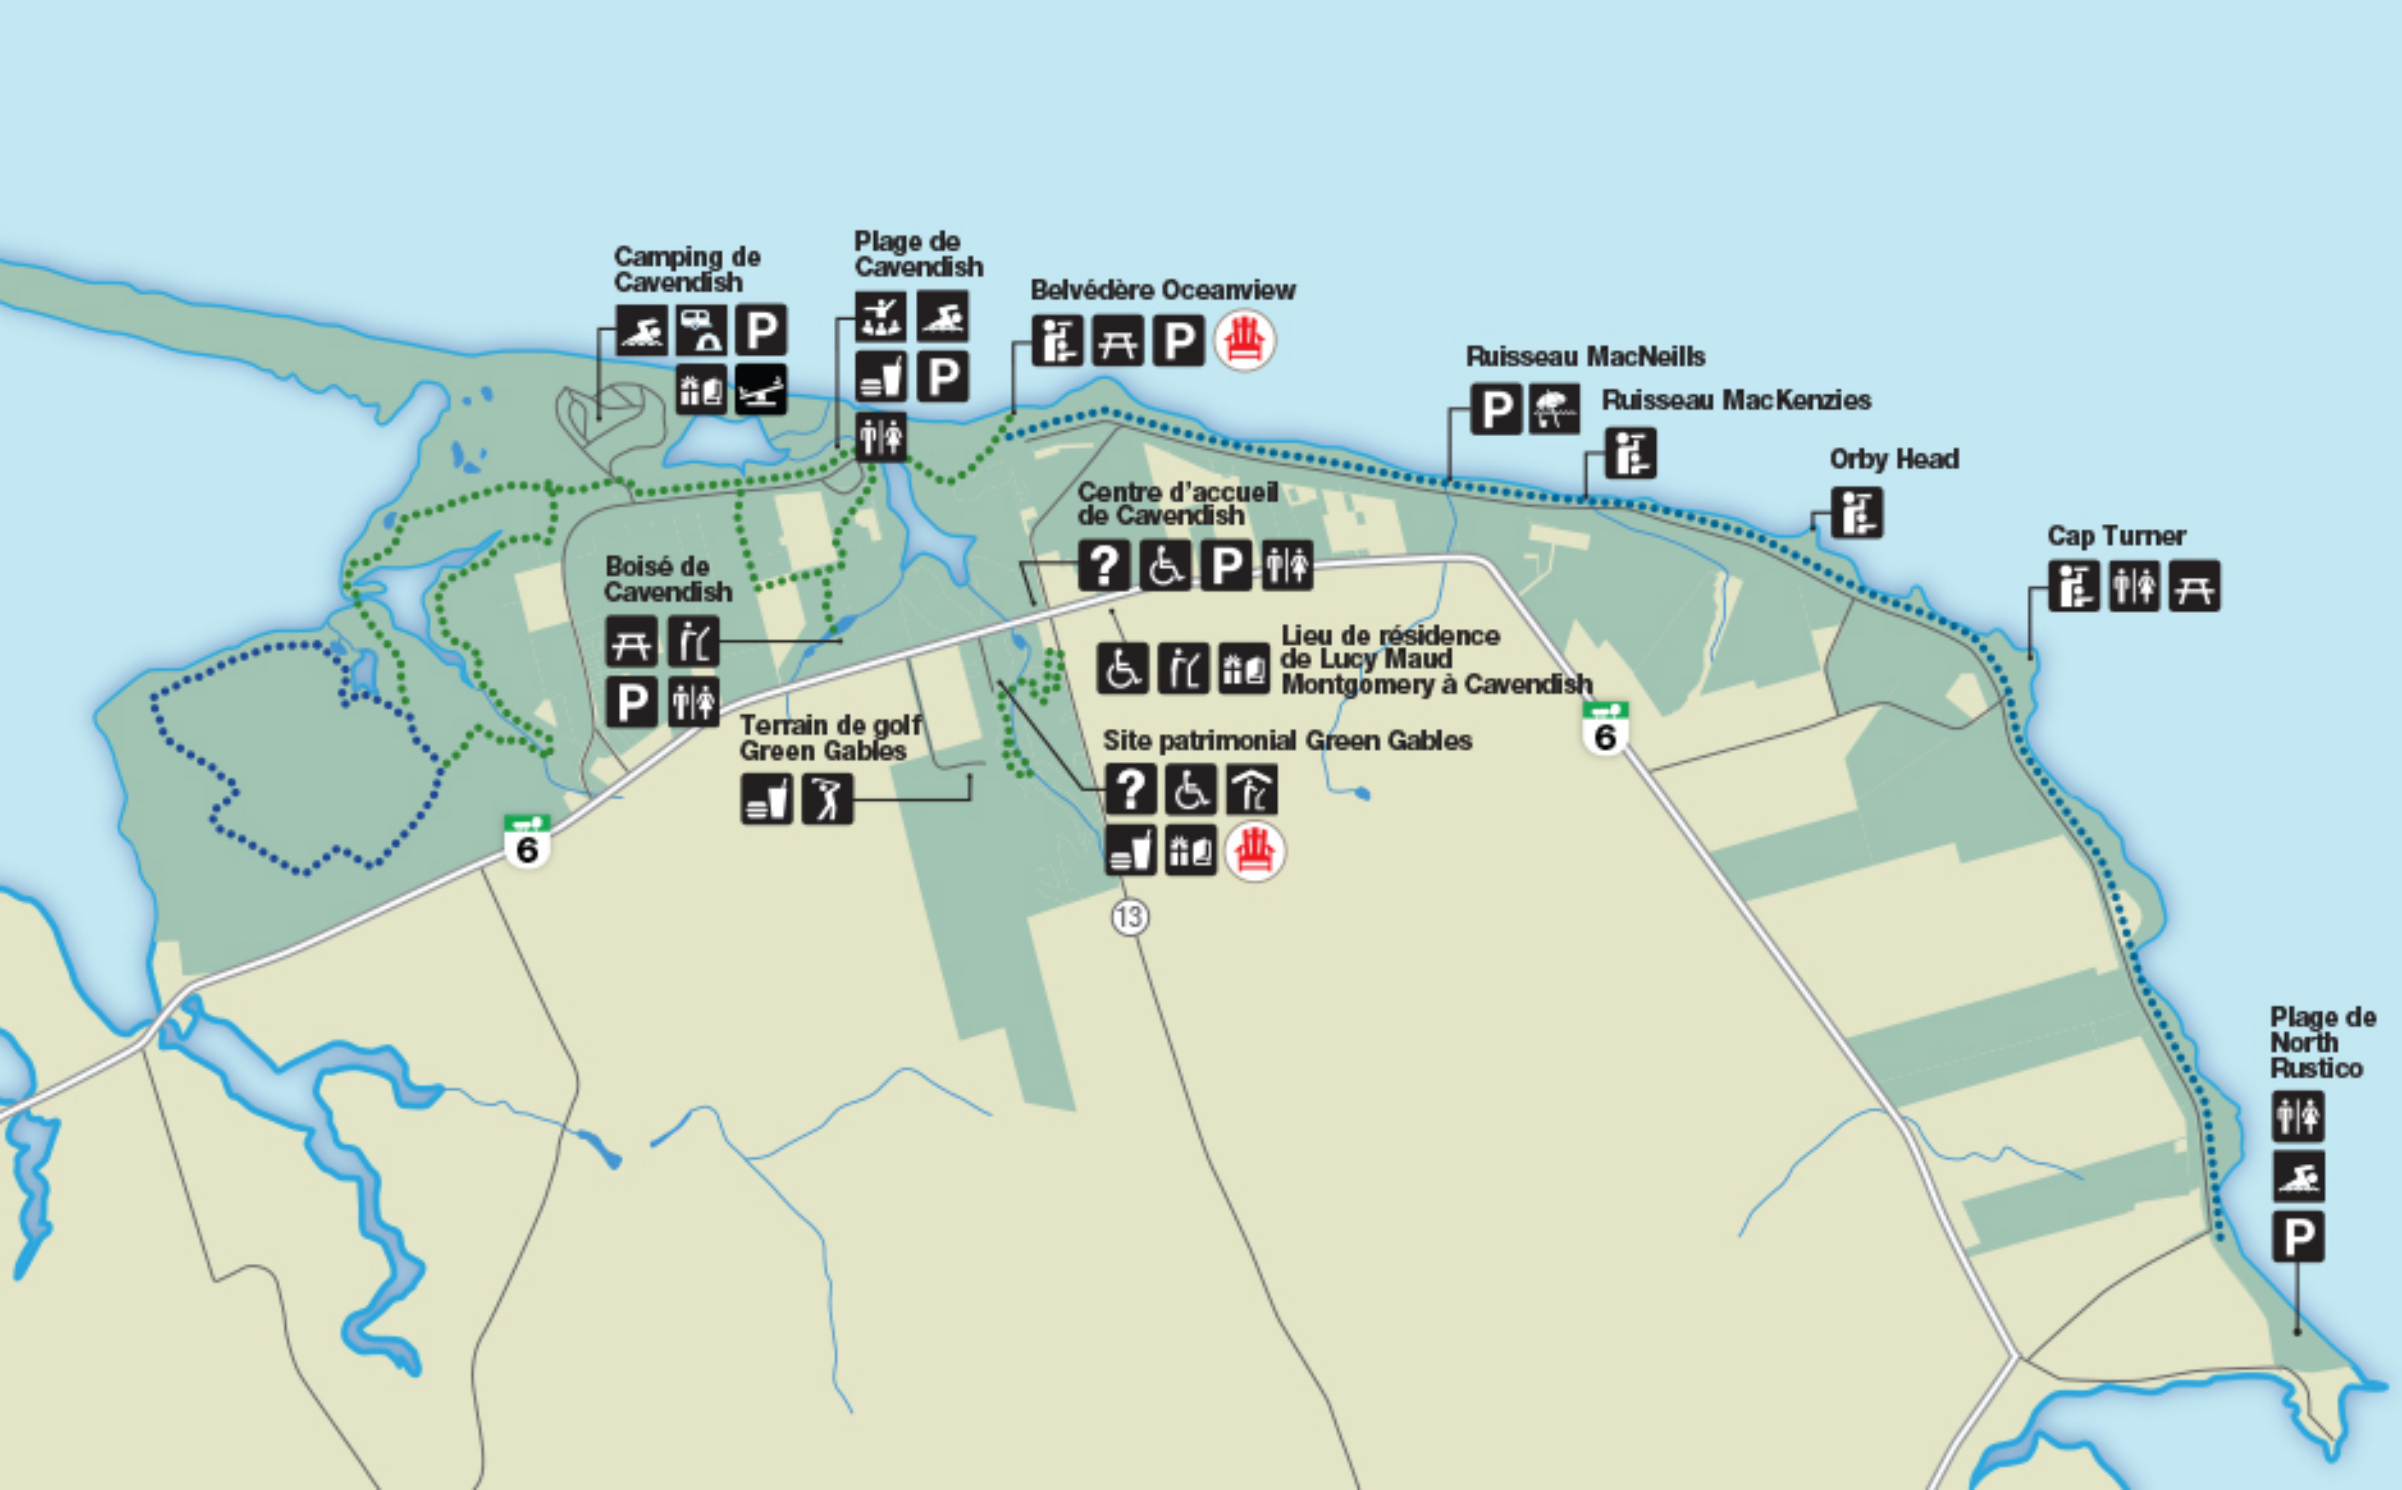 Camping de
Cavendish
P
Plage de
Cavendish
P
Belvédère Oceanview
P
Ruisseau MacNeills
P
Ruisseau MacKenzies
Orby Head
Cap Turner
Centre d'accueil
de Cavendish
? P
Boisé de
Cavendish
P
Lieu de résidence
de Lucy Maud
Montgomery à Cavendish
Terrain de golf
Green Gables
Site patrimonial Green Gables
?
6
6
13
Plage de
North
Rustico
P